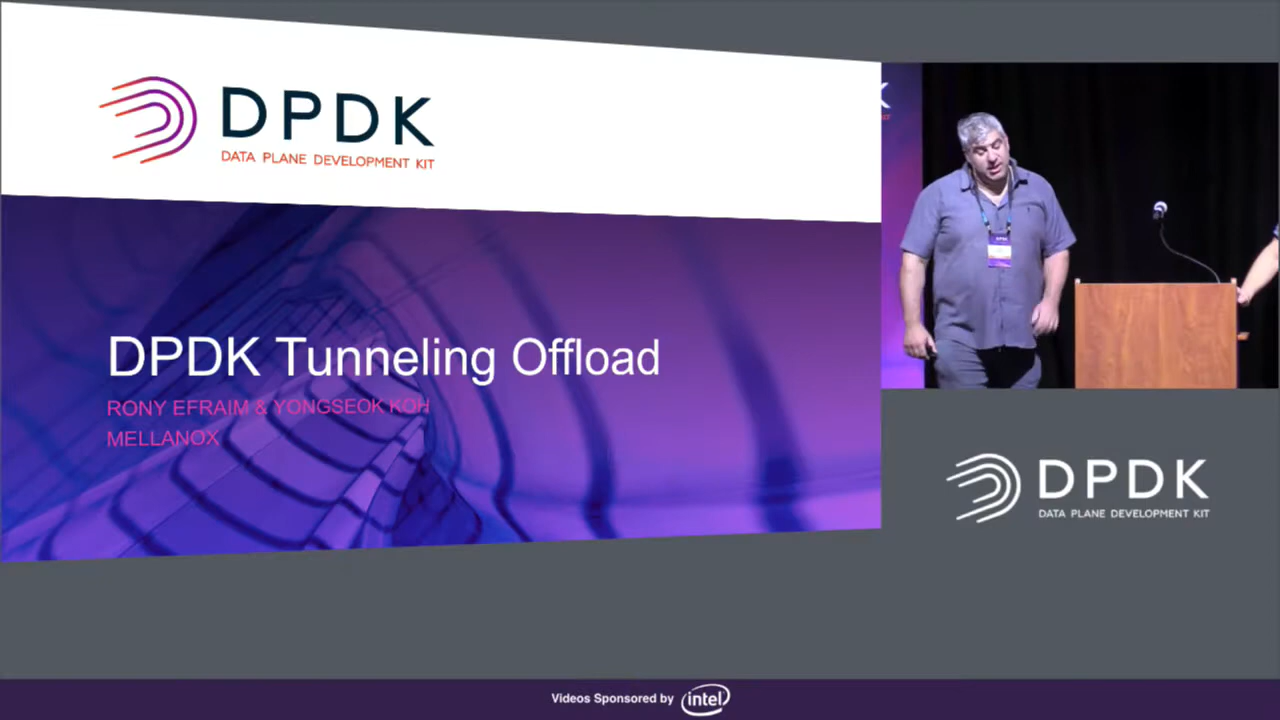 DPDK
DATA PLANE DEVELOPMENT KIT
DPDK Tunneling Offload
RONY EFRAIM & YONGSEOK KOH
MELLANOX
DPDK
DATA PLANE DEVELOPMENT KIT
Videos Sponsored by intel